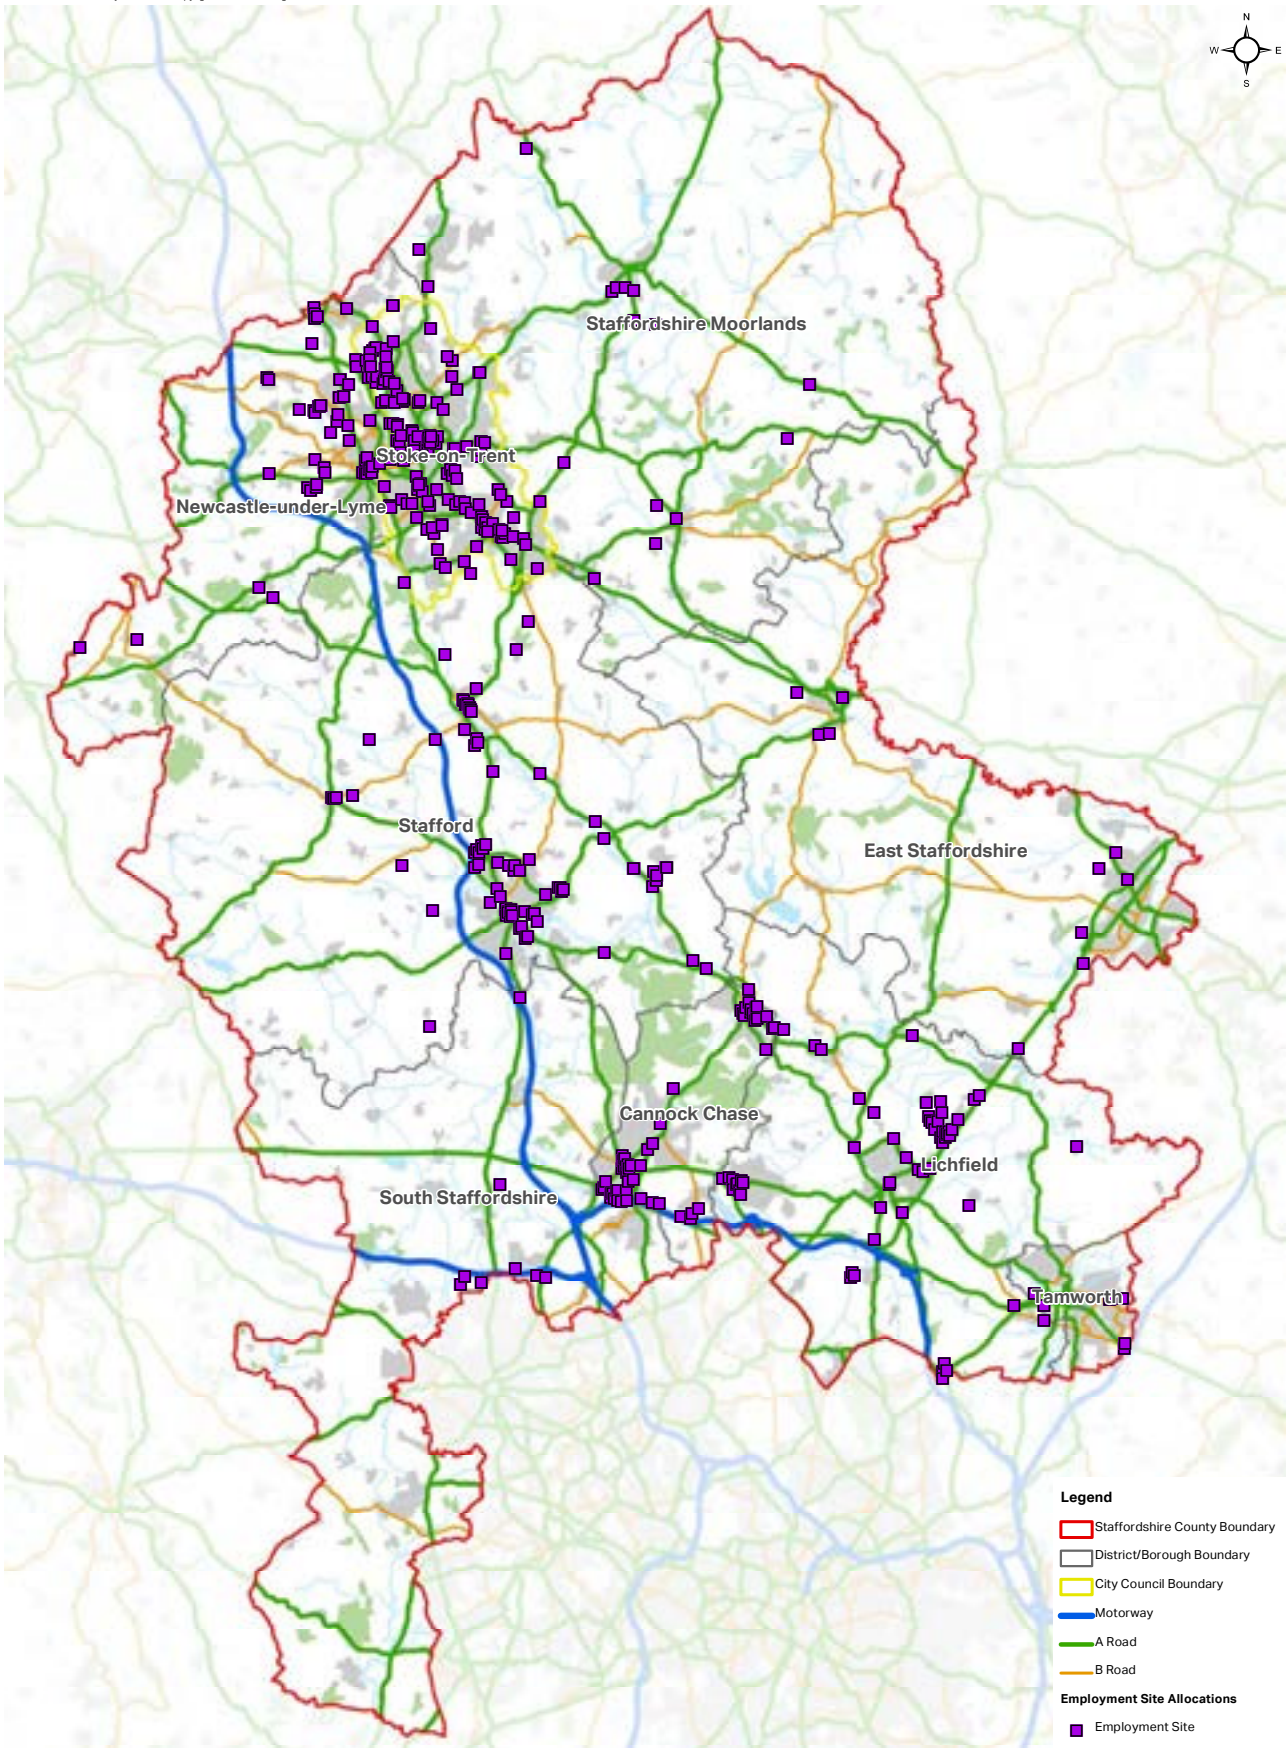 N
W E
S
Staffordshire Moorlands
Stoke-on-Trent
Newcastle-under-Lyme
Stafford
East Staffordshire
Cannock Chase
Lichfield
South Staffordshire
Tamworth
Legend
Staffordshire County Boundary
District/Borough Boundary
City Council Boundary
Motorway
A Road
B Road
Employment Site Allocations
Employment Site